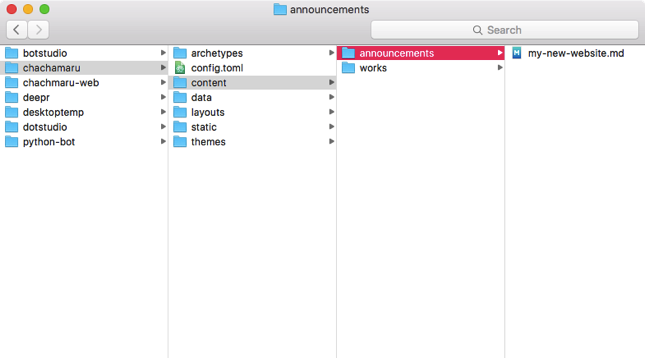 announcements
Search
botstudio
chachamaru
chachmaru-web
deepr
desktoptemp
dotstudio
python-bot
archetypes
config.toml
content
data
layouts
static
themes
announcements
works
my-new-website.md